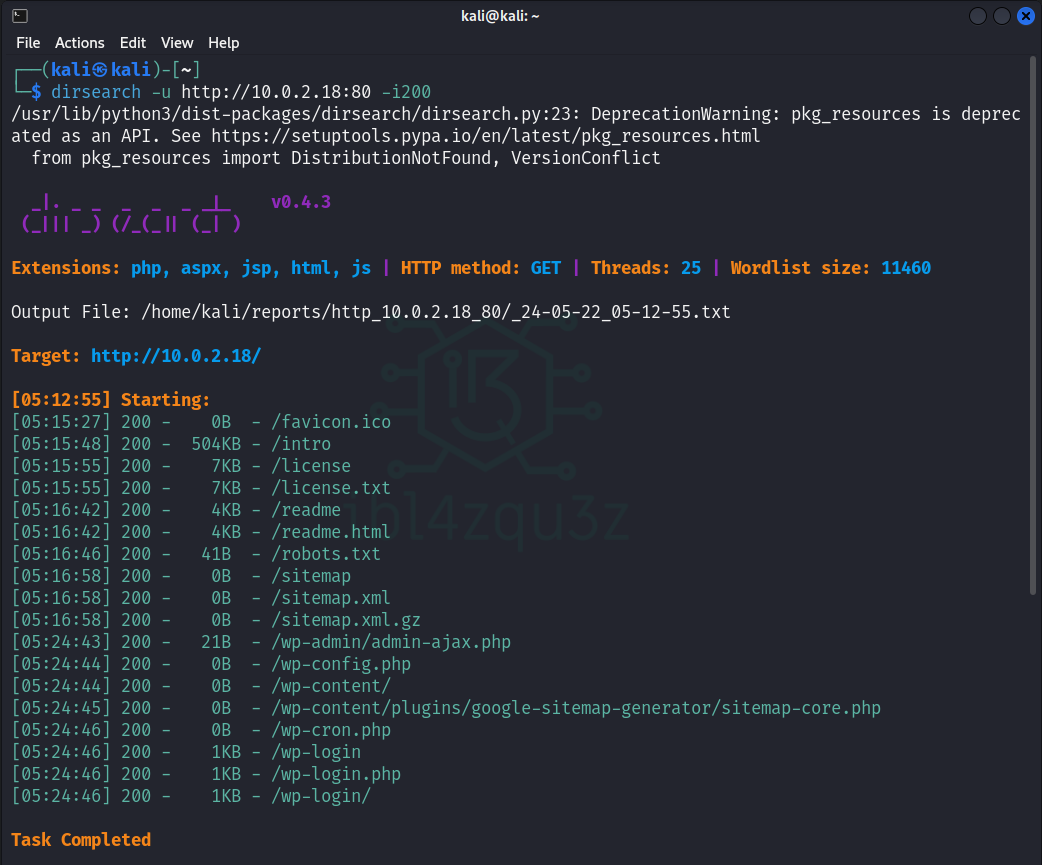 kali@kali: ~
File Actions Edit View Help
┌──(kali㉿kali)-[~]
└─$ dirsearch -u http://10.0.2.18:80 -i200
/usr/lib/python3/dist-packages/dirsearch/dirsearch.py:23: DeprecationWarning: pkg_resources is deprec
ated as an API. See https://setuptools.pypa.io/en/latest/pkg_resources.html
  from pkg_resources import DistributionNotFound, VersionConflict
  _|. _ _  _  _  _ _|_    v0.4.3
 (_||| _) (/_(_|| (_| )
Extensions: php, aspx, jsp, html, js | HTTP method: GET | Threads: 25 | Wordlist size: 11460
Output File: /home/kali/reports/http_10.0.2.18_80/_24-05-22_05-12-55.txt
Target: http://10.0.2.18/
[05:12:55] Starting:
[05:15:27] 200 -    0B  - /favicon.ico
[05:15:48] 200 -  504KB - /intro
[05:15:55] 200 -    7KB - /license
[05:15:55] 200 -    7KB - /license.txt
[05:16:42] 200 -    4KB - /readme
[05:16:42] 200 -    4KB - /readme.html
[05:16:46] 200 -   41B  - /robots.txt
[05:16:58] 200 -    0B  - /sitemap
[05:16:58] 200 -    0B  - /sitemap.xml
[05:16:58] 200 -    0B  - /sitemap.xml.gz
[05:24:43] 200 -   21B  - /wp-admin/admin-ajax.php
[05:24:44] 200 -    0B  - /wp-config.php
[05:24:44] 200 -    0B  - /wp-content/
[05:24:45] 200 -    0B  - /wp-content/plugins/google-sitemap-generator/sitemap-core.php
[05:24:46] 200 -    0B  - /wp-cron.php
[05:24:46] 200 -    1KB - /wp-login
[05:24:46] 200 -    1KB - /wp-login.php
[05:24:46] 200 -    1KB - /wp-login/
Task Completed